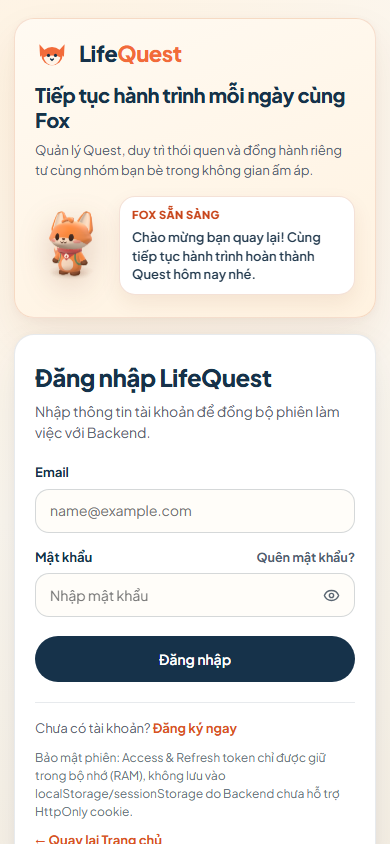 LifeQuest
Tiếp tục hành trình mỗi ngày cùng
Fox
Quản lý Quest, duy trì thói quen và đồng hành riêng
tư cùng nhóm bạn bè trong không gian ấm áp.
FOX SẴN SÀNG
Chào mừng bạn quay lại! Cùng
tiếp tục hành trình hoàn thành
Quest hôm nay nhé.
Đăng nhập LifeQuest
Nhập thông tin tài khoản để đồng bộ phiên làm
việc với Backend.
Email
name@example.com
Mật khẩu
Quên mật khẩu?
Nhập mật khẩu
Đăng nhập
Chưa có tài khoản? Đăng ký ngay
Bảo mật phiên: Access & Refresh token chỉ được giữ
trong bộ nhớ (RAM), không lưu vào
localStorage/sessionStorage do Backend chưa hỗ trợ
HttpOnly cookie.
← Quay lại Trang chủ